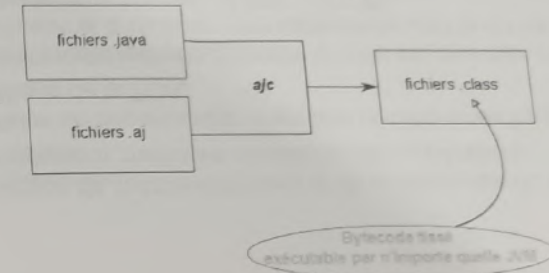 fichiers .java
ajc
fichiers .class
fichiers .aj
Bytecode tissé
exécutable par n'importe quelle JVM